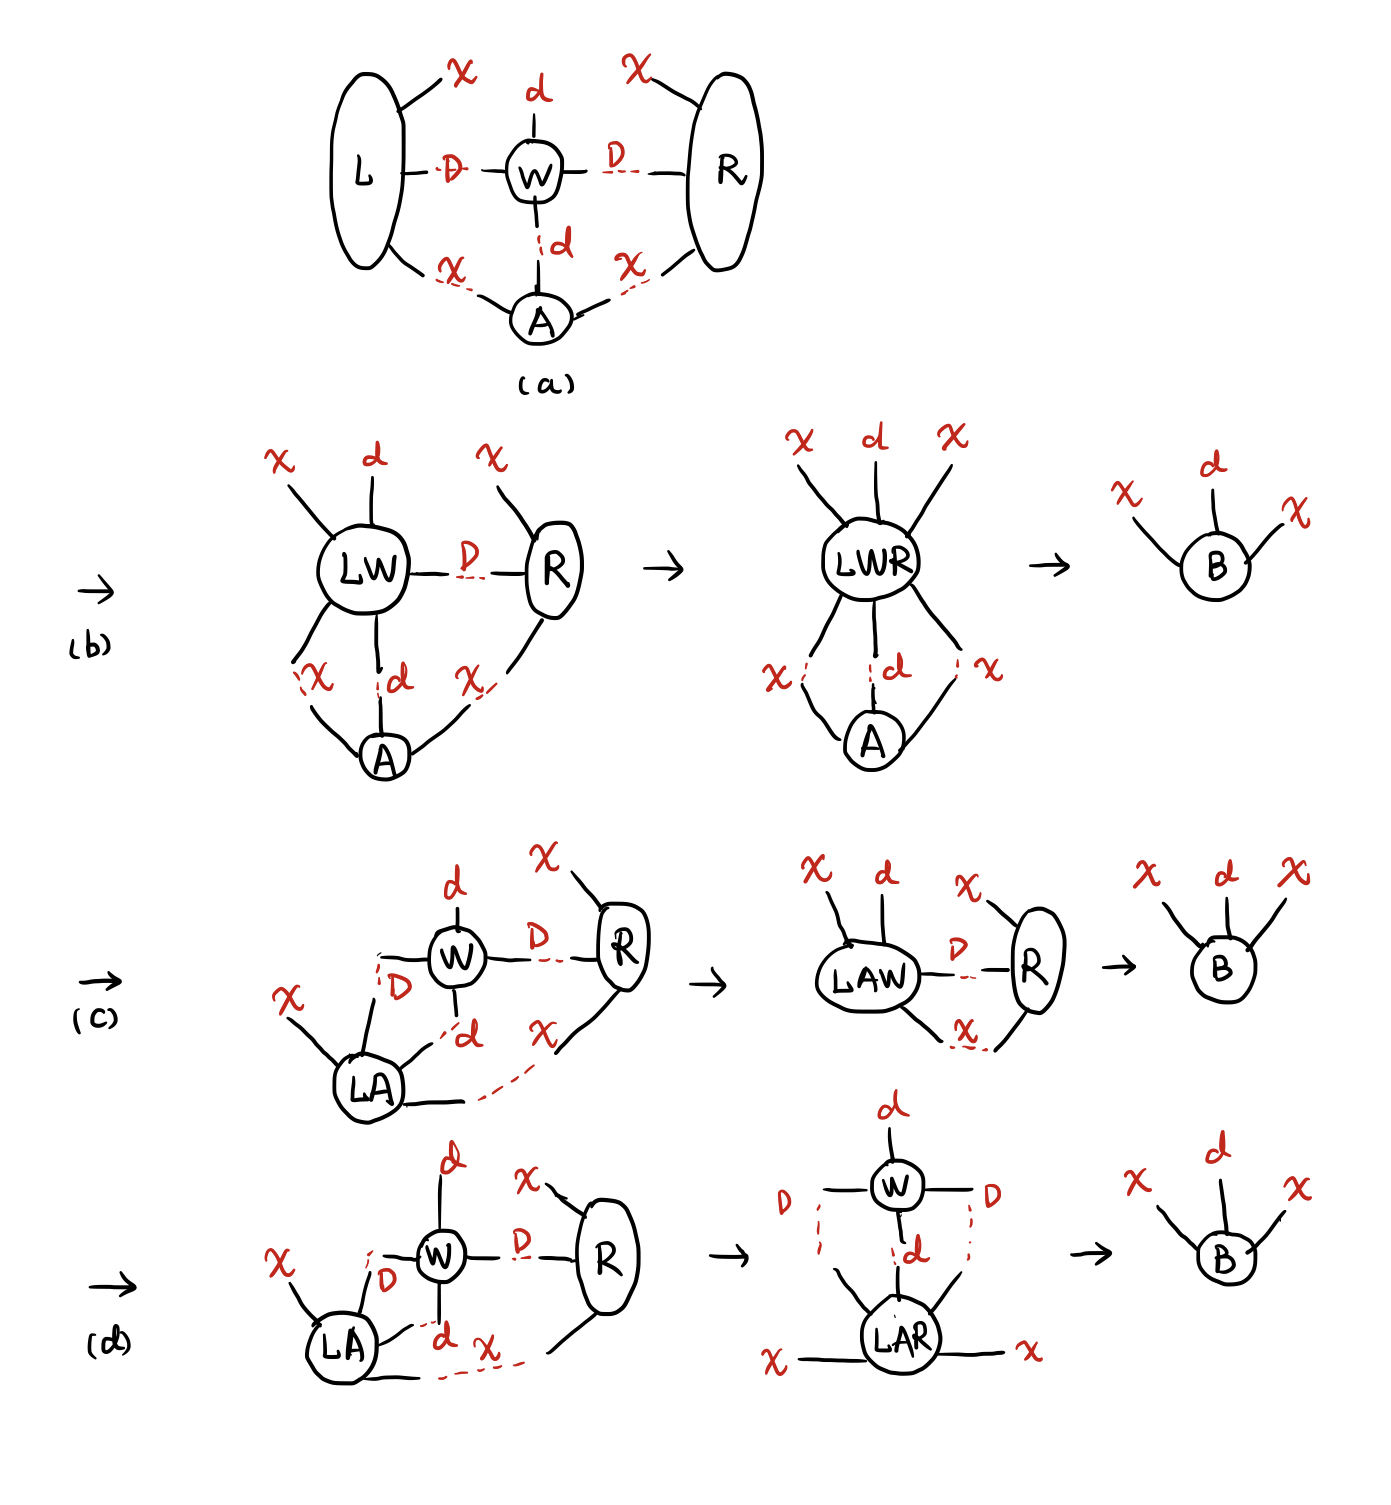 χ d χ
L D W D R
d
χ χ
A
(a)
χ d χ χ d χ χ d χ
→ LW D R → LWR → B
(b)
χ d χ χ d χ
A A
d χ χ d χ χ χ d χ
W D R D
D LAW R B
→ → →
(c) χ d χ χ
LA
d χ d χ d χ
W D R D W D
χ D d
→ → → B
(d) LA d χ LAR
χ χ